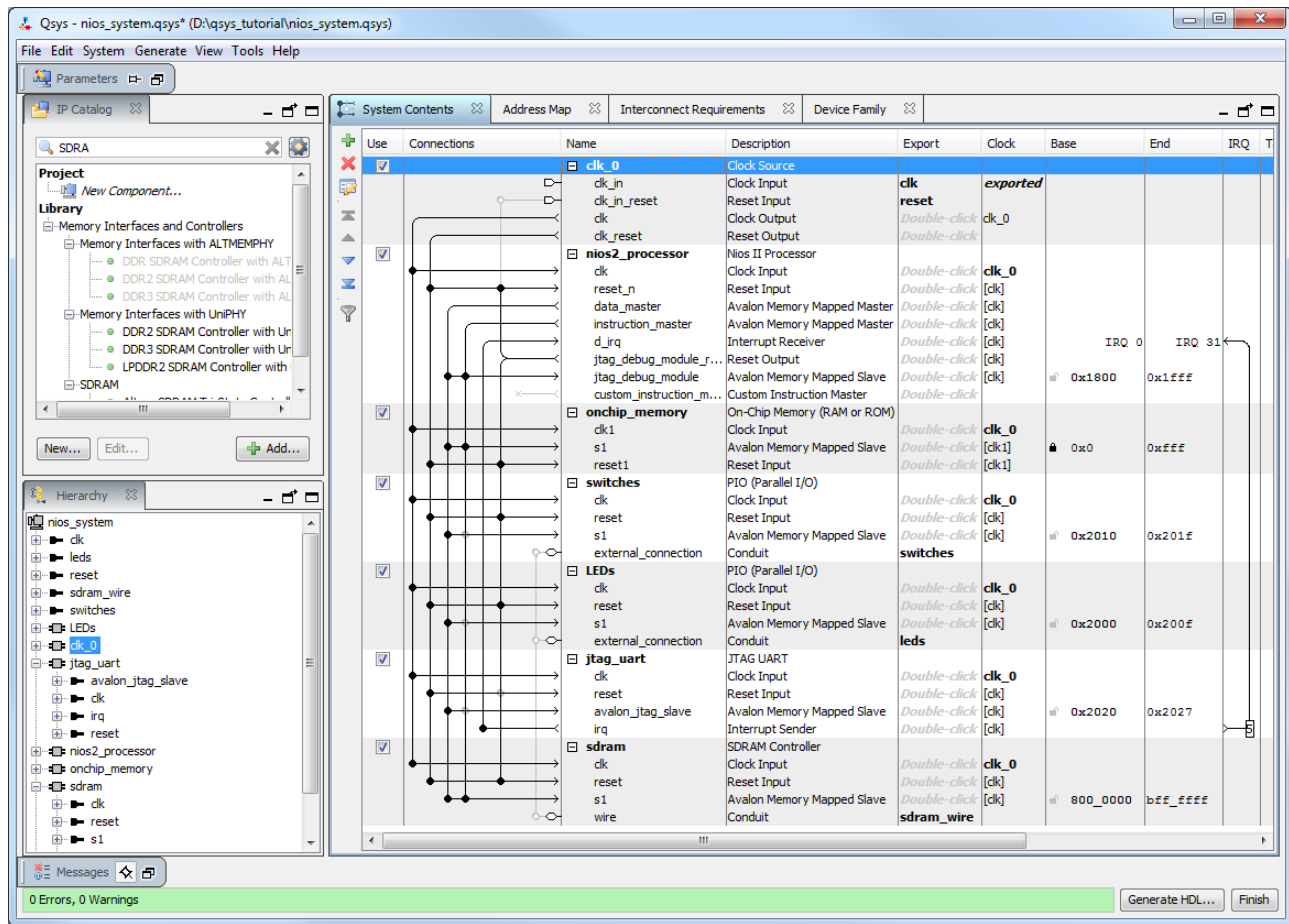 Qsys - nios_system.qsys* (D:\qsys_tutorial\nios_system.qsys)
File Edit System Generate View Tools Help
Parameters
IP Catalog
SDRA
Project
New Component...
Library
Memory Interfaces and Controllers
Memory Interfaces with ALTMEMPHY
DDR SDRAM Controller with ALT
DDR2 SDRAM Controller with AL
DDR3 SDRAM Controller with AL
Memory Interfaces with UniPHY
DDR2 SDRAM Controller with Ur
DDR3 SDRAM Controller with Ur
LPDDR2 SDRAM Controller with
SDRAM
New... Edit... Add...
Hierarchy
nios_system
clk
leds
reset
sdram_wire
switches
LEDs
clk_0
jtag_uart
avalon_jtag_slave
clk
irq
reset
nios2_processor
onchip_memory
sdram
clk
reset
s1
System Contents Address Map Interconnect Requirements Device Family
Use Connections Name Description Export Clock Base End IRQ T
clk_0 Clock Source
clk_in Clock Input clk exported
clk_in_reset Reset Input reset
clk Clock Output Double-click clk_0
clk_reset Reset Output Double-click
nios2_processor Nios II Processor
clk Clock Input Double-click clk_0
reset_n Reset Input Double-click [clk]
data_master Avalon Memory Mapped Master Double-click [clk]
instruction_master Avalon Memory Mapped Master Double-click [clk]
d_irq Interrupt Receiver Double-click [clk] IRQ 0 IRQ 31
jtag_debug_module_r... Reset Output Double-click [clk]
jtag_debug_module Avalon Memory Mapped Slave Double-click [clk] 0x1800 0x1fff
custom_instruction_m... Custom Instruction Master Double-click
onchip_memory On-Chip Memory (RAM or ROM)
clk1 Clock Input Double-click clk_0
s1 Avalon Memory Mapped Slave Double-click [clk1] 0x0 0xfff
reset1 Reset Input Double-click [clk1]
switches PIO (Parallel I/O)
clk Clock Input Double-click clk_0
reset Reset Input Double-click [clk]
s1 Avalon Memory Mapped Slave Double-click [clk] 0x2010 0x201f
external_connection Conduit switches
LEDs PIO (Parallel I/O)
clk Clock Input Double-click clk_0
reset Reset Input Double-click [clk]
s1 Avalon Memory Mapped Slave Double-click [clk] 0x2000 0x200f
external_connection Conduit leds
jtag_uart JTAG UART
clk Clock Input Double-click clk_0
reset Reset Input Double-click [clk]
avalon_jtag_slave Avalon Memory Mapped Slave Double-click [clk] 0x2020 0x2027
irq Interrupt Sender Double-click [clk] 5
sdram SDRAM Controller
clk Clock Input Double-click clk_0
reset Reset Input Double-click [clk]
s1 Avalon Memory Mapped Slave Double-click [clk] 800_0000 bff_ffff
wire Conduit sdram_wire
Messages
0 Errors, 0 Warnings
Generate HDL... Finish